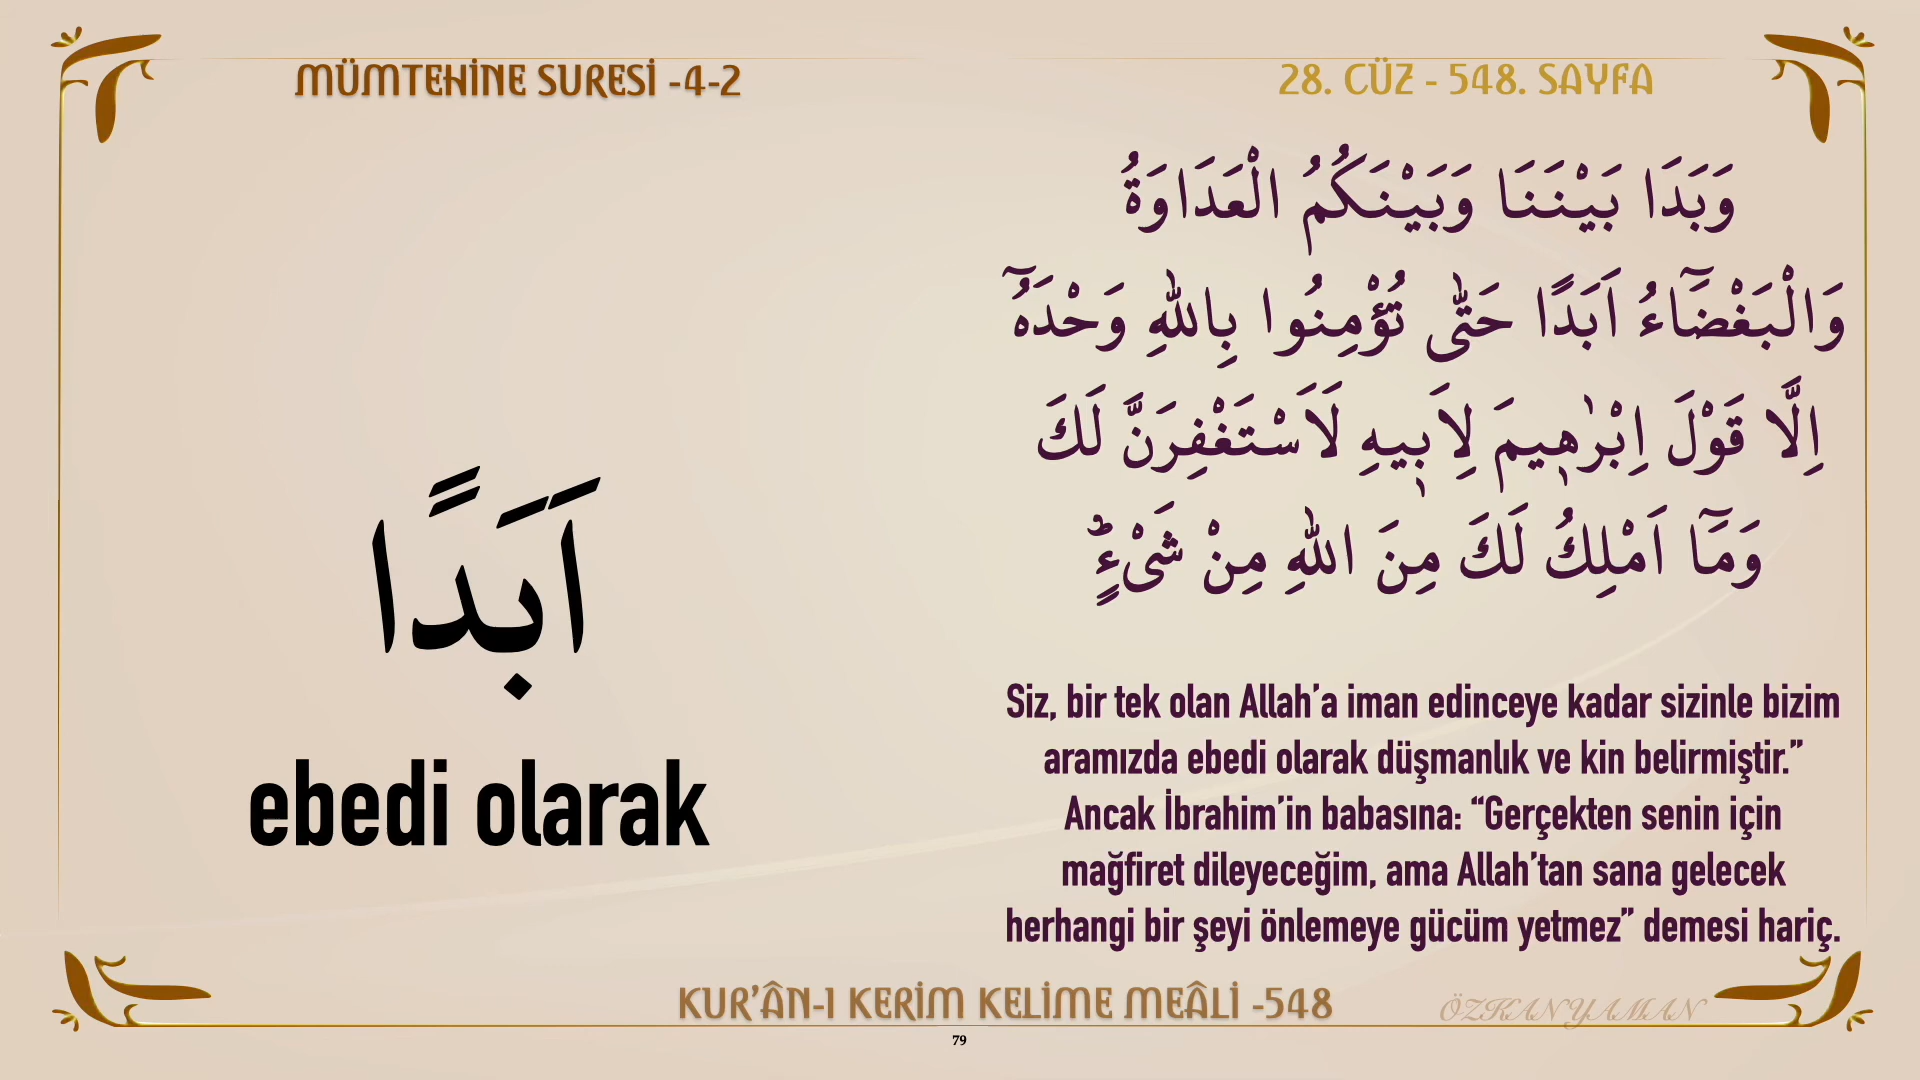 MÜMTEHİNE SURESİ -4-2
28. CÜZ - 548. SAYFA
وَبَدَا بَيْنَنَا وَبَيْنَكُمُ الْعَدَاوَةُ
وَالْبَغْضَٓاءُ اَبَدًا حَتّٰى تُؤْمِنُوا بِاللّٰهِ وَحْدَهُٓ
اِلَّا قَوْلَ اِبْرٰه۪يمَ لِاَب۪يهِ لَاَسْتَغْفِرَنَّ لَكَ
وَمَٓا اَمْلِكُ لَكَ مِنَ اللّٰهِ مِنْ شَىْءٍۜ
اَبَدًا
ebedi olarak
Siz, bir tek olan Allah’a iman edinceye kadar sizinle bizim
aramızda ebedi olarak düşmanlık ve kin belirmiştir.”
Ancak İbrahim’in babasına: “Gerçekten senin için
mağfiret dileyeceğim, ama Allah’tan sana gelecek
herhangi bir şeyi önlemeye gücüm yetmez” demesi hariç.
KUR’ÂN-I KERİM KELİME MEÂLİ -548
ÖZKAN YAMAN
79